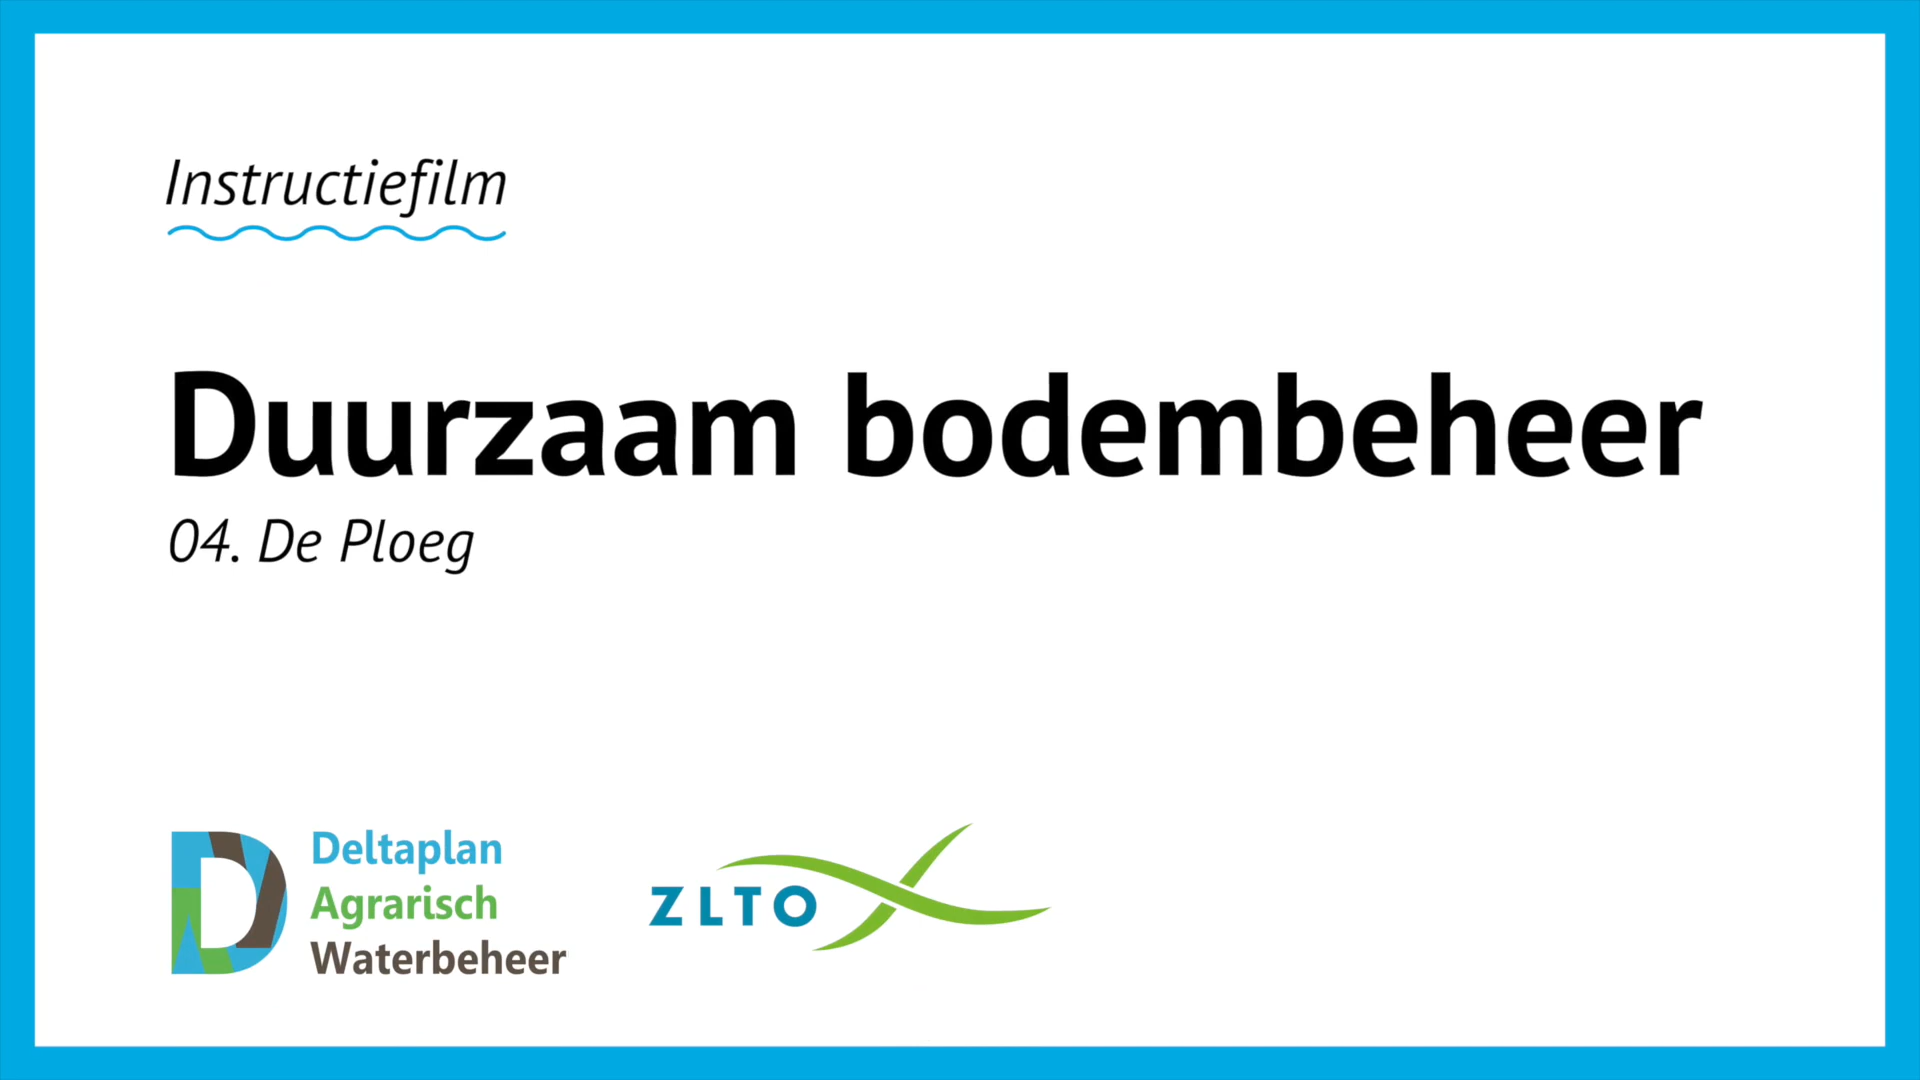 Instructiefilm
Duurzaam bodembeheer
04. De Ploeg
Deltaplan
Agrarisch
Waterbeheer
ZLTO